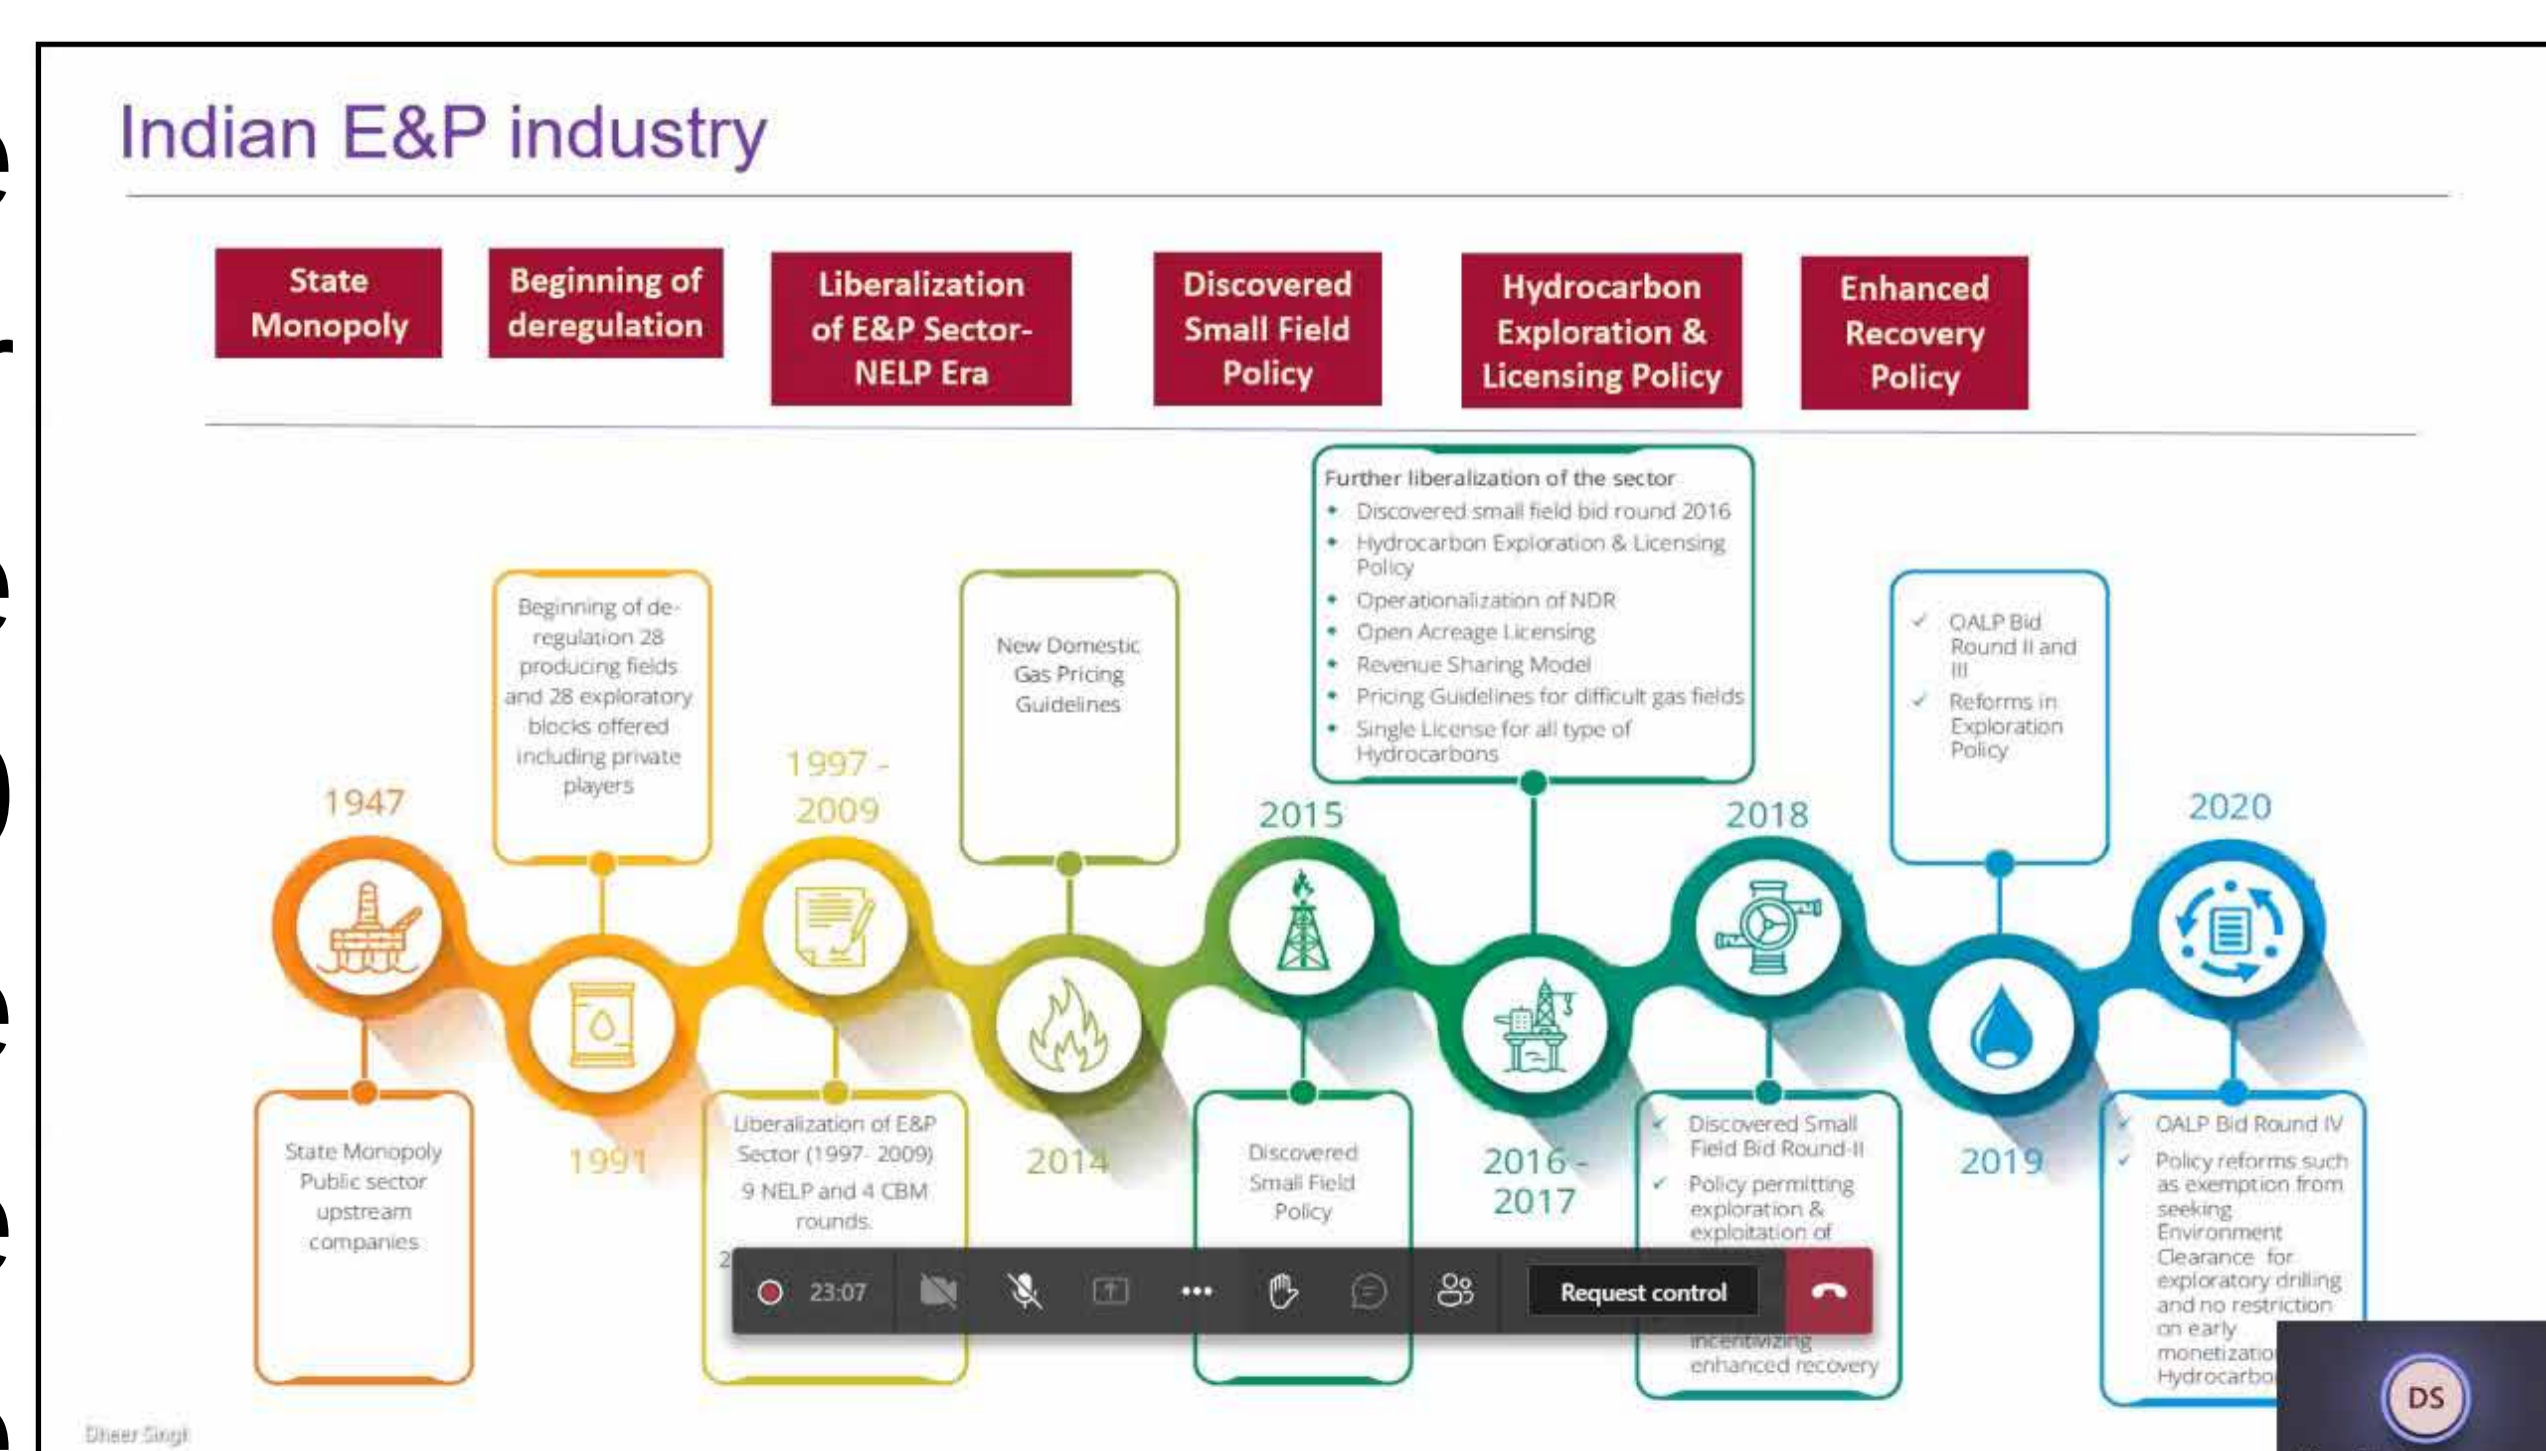 Indian E&P industry
State
Monopoly
Beginning of
deregulation
Liberalization
of E&P Sector-
NELP Era
Discovered
Small Field
Policy
Hydrocarbon
Exploration &
Licensing Policy
Enhanced
Recovery
Policy
1947
State Monopoly
Public sector
upstream
companies
Beginning of de-
regulation 28
producing fields
and 28 exploratory
blocks offered
including private
players
1991
1997 -
2009
Liberalization of E&P
Sector (1997- 2009)
9 NELP and 4 CBM
rounds.
2
New Domestic
Gas Pricing
Guidelines
2014
2015
Discovered
Small Field
Policy
Further liberalization of the sector
• Discovered small field bid round 2016
• Hydrocarbon Exploration & Licensing
Policy
• Operationalization of NDR
• Open Acreage Licensing
• Revenue Sharing Model
• Pricing Guidelines for difficult gas fields
• Single License for all type of
Hydrocarbons
2016 -
2017
2018
✓ Discovered Small
Field Bid Round-II
✓ Policy permitting
exploration &
exploitation of
incentivizing
enhanced recovery
✓ OALP Bid
Round II and
III
✓ Reforms in
Exploration
Policy
2019
2020
✓ OALP Bid Round IV
✓ Policy reforms such
as exemption from
seeking
Environment
Clearance for
exploratory drilling
and no restriction
on early
monetizatio
Hydrocarbo
23:07
Request control
DS
Dheer Singh